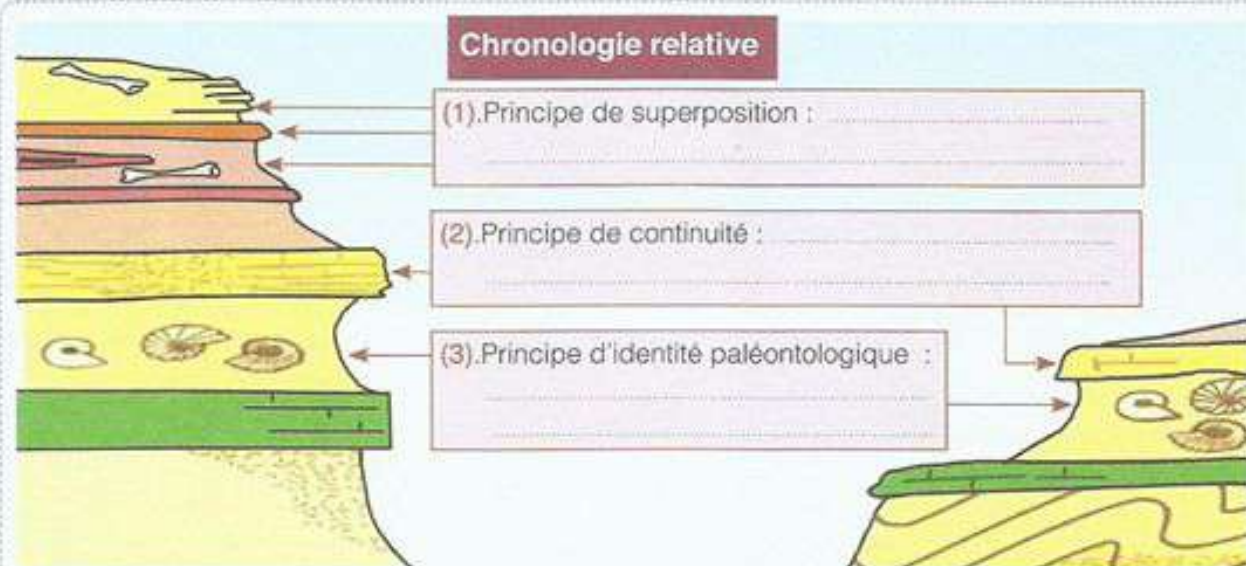 Chronologie relative
(1).Principe de superposition :
(2).Principe de continuité :
(3).Principe d'identité paléontologique :